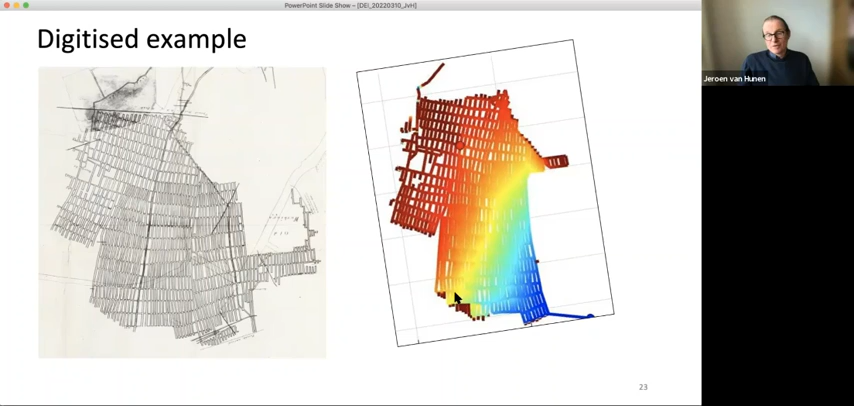 PowerPoint Slide Show – [DEI_20220310_JvH]
Digitised example
Jeroen van Hunen
23